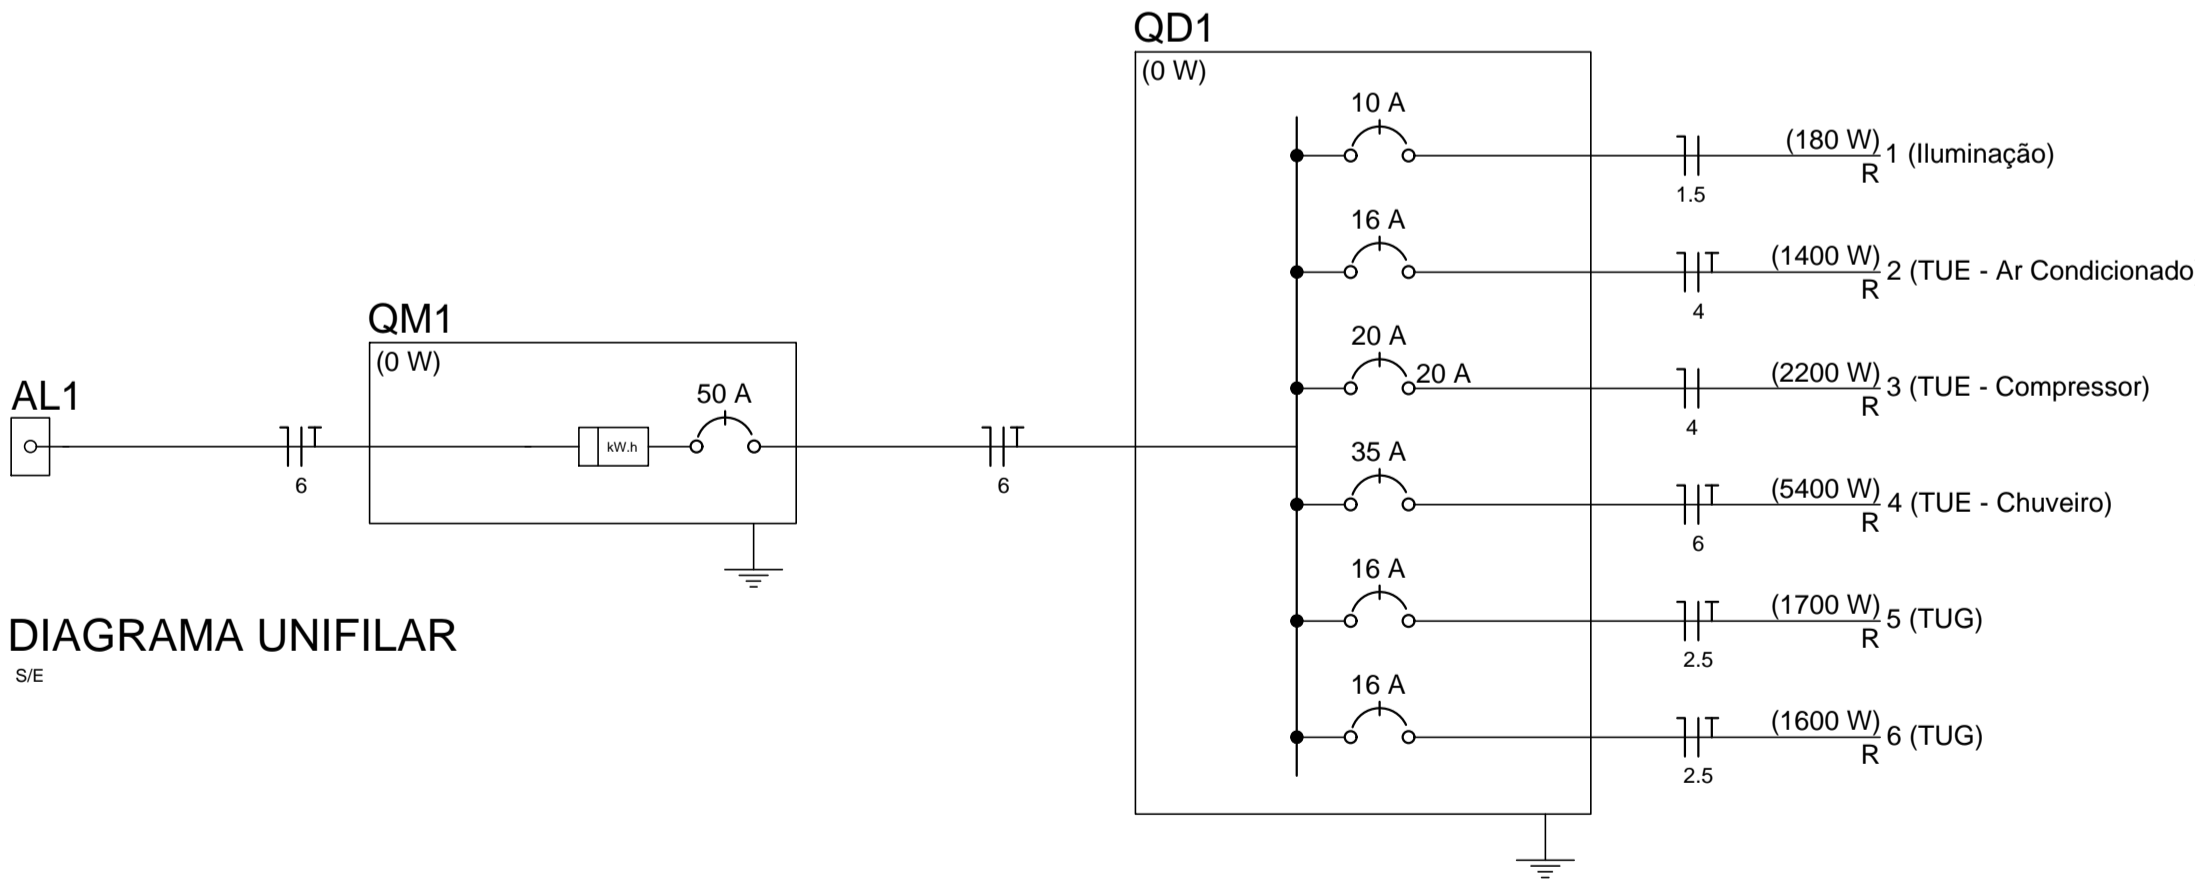 QD1
(0 W)
10 A
(180 W)
1 (Iluminação)
R
1.5
16 A
(1400 W)
2 (TUE - Ar Condicionado
R
4
20 A
20 A
(2200 W)
3 (TUE - Compressor)
R
4
35 A
(5400 W)
4 (TUE - Chuveiro)
R
6
16 A
(1700 W)
5 (TUG)
R
2.5
16 A
(1600 W)
6 (TUG)
R
2.5
QM1
(0 W)
50 A
kW.h
AL1
T
6
T
6
T
T
T
T
DIAGRAMA UNIFILAR
S/E